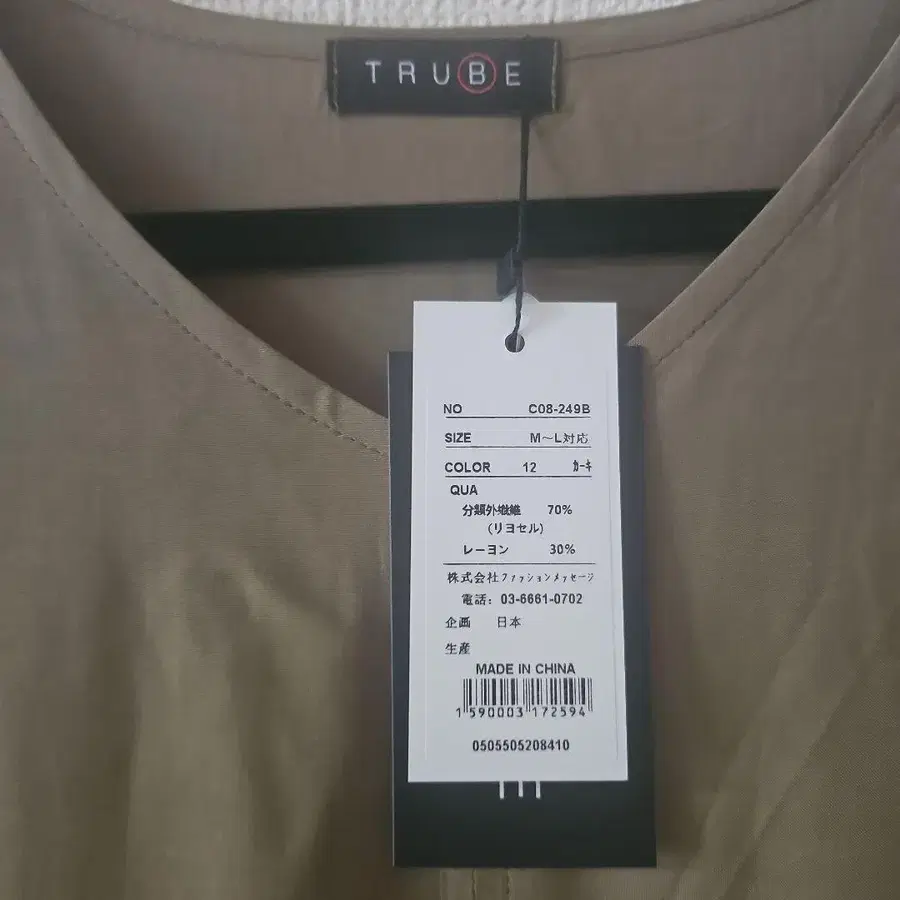 TRUBE
NO C08-249B
SIZE M～L対応
COLOR 12 ｶｰｷ
QUA
分類外繊維 70%
(リヨセル)
レーヨン 30%
株式会社ファッションメッセージ
電話: 03-6661-0702
企画 日本
生産
MADE IN CHINA
1590003 172594
0505505208410